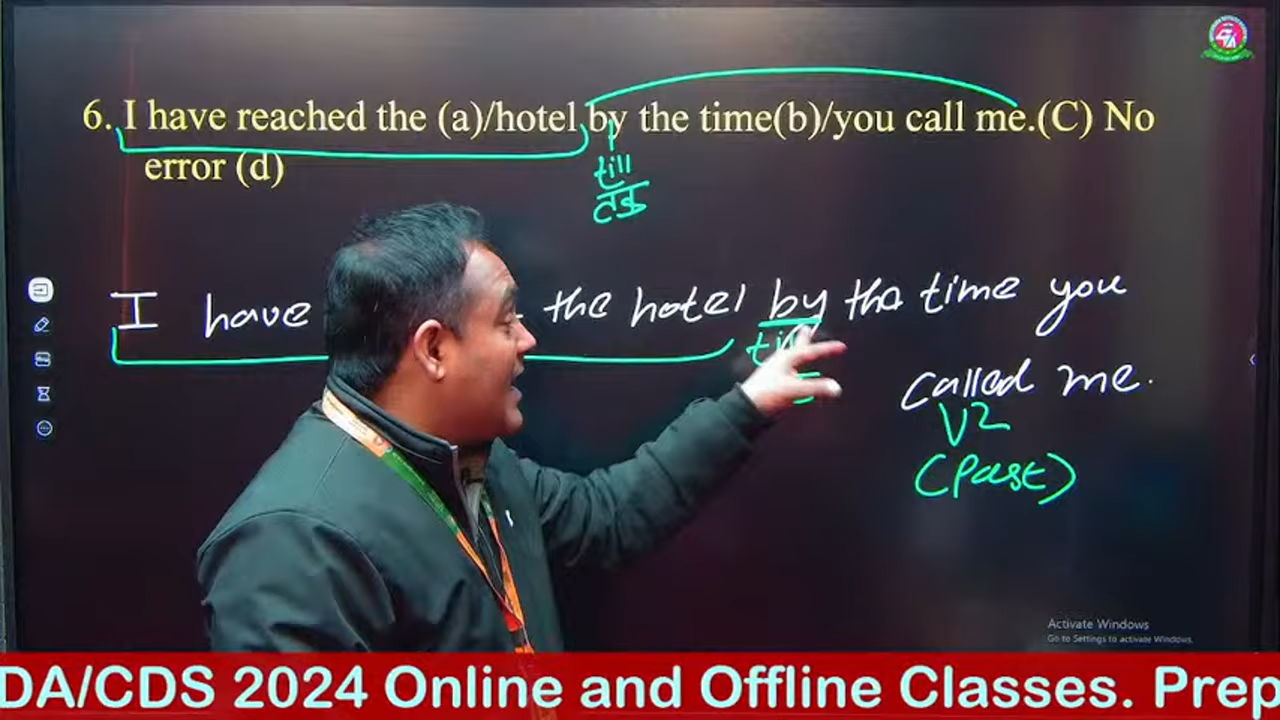 6. I have reached the (a)/hotel by the time(b)/you call me.(C) No
error (d)
till
तक
I have the hotel by the time you
till
called me.
V2
(Past)
Activate Windows
Go to Settings to activate Windows.
DA/CDS 2024 Online and Offline Classes. Prep